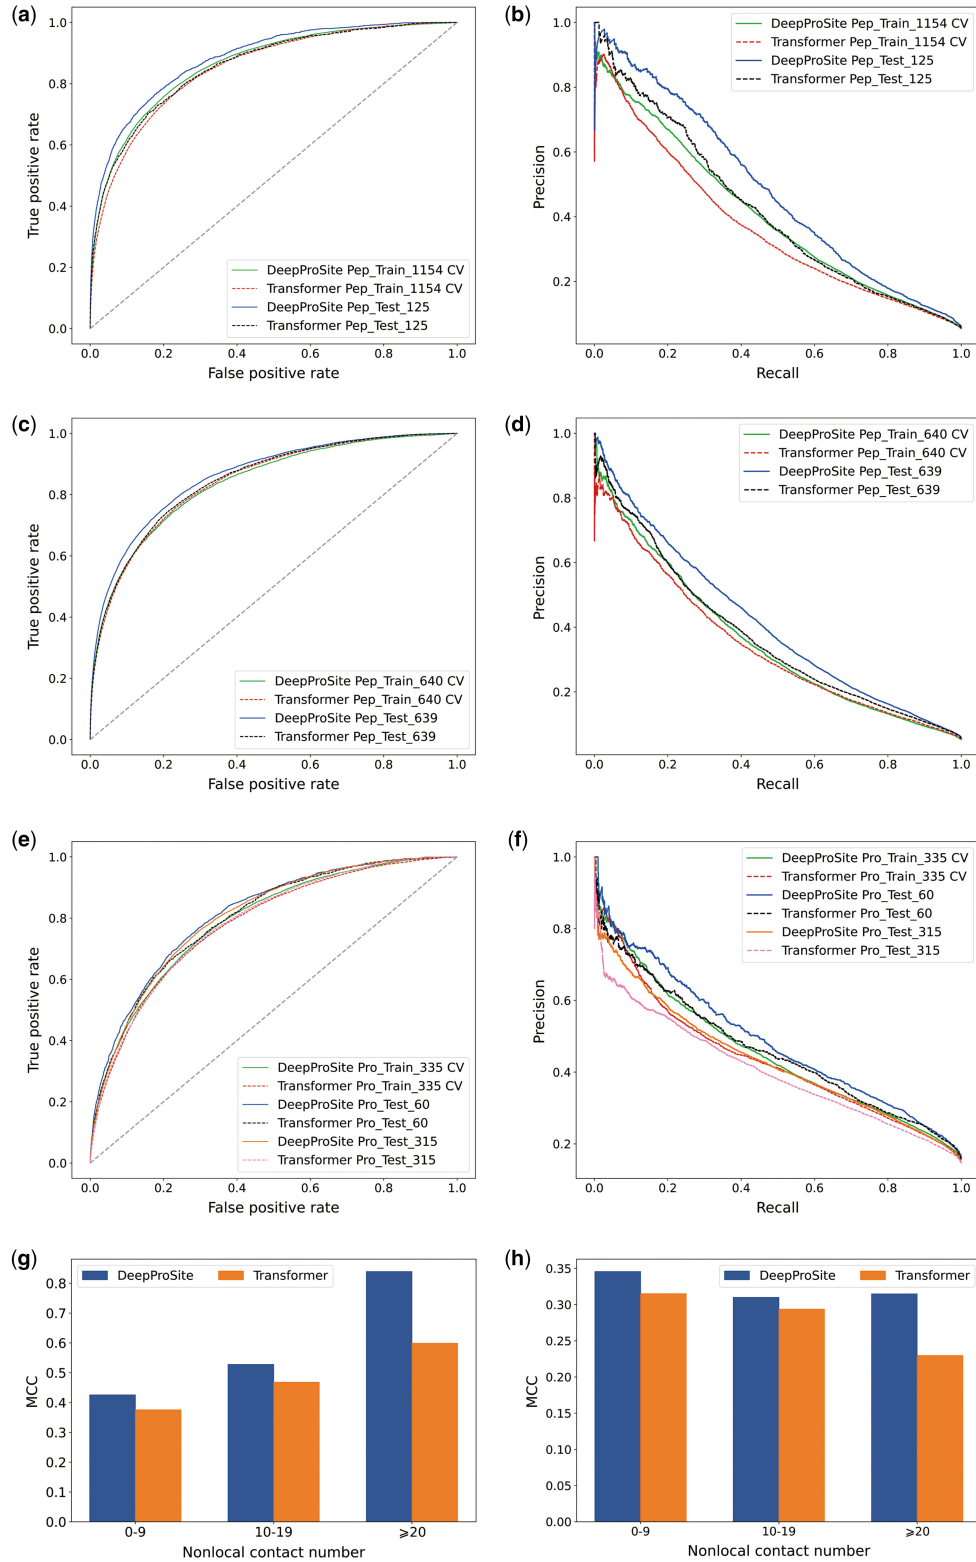 (a)
True positive rate
1.0
0.8
0.6
0.4
0.2
0.0
DeepProSite Pep_Train_1154 CV
Transformer Pep_Train_1154 CV
DeepProSite Pep_Test_125
Transformer Pep_Test_125
0.0 0.2 0.4 0.6 0.8 1.0
False positive rate
(b)
Precision
1.0
0.8
0.6
0.4
0.2
DeepProSite Pep_Train_1154 CV
Transformer Pep_Train_1154 CV
DeepProSite Pep_Test_125
Transformer Pep_Test_125
0.0 0.2 0.4 0.6 0.8 1.0
Recall
(c)
True positive rate
1.0
0.8
0.6
0.4
0.2
0.0
DeepProSite Pep_Train_640 CV
Transformer Pep_Train_640 CV
DeepProSite Pep_Test_639
Transformer Pep_Test_639
0.0 0.2 0.4 0.6 0.8 1.0
False positive rate
(d)
Precision
1.0
0.8
0.6
0.4
0.2
DeepProSite Pep_Train_640 CV
Transformer Pep_Train_640 CV
DeepProSite Pep_Test_639
Transformer Pep_Test_639
0.0 0.2 0.4 0.6 0.8 1.0
Recall
(e)
True positive rate
1.0
0.8
0.6
0.4
0.2
0.0
DeepProSite Pro_Train_335 CV
Transformer Pro_Train_335 CV
DeepProSite Pro_Test_60
Transformer Pro_Test_60
DeepProSite Pro_Test_315
Transformer Pro_Test_315
0.0 0.2 0.4 0.6 0.8 1.0
False positive rate
(f)
Precision
1.0
0.8
0.6
0.4
0.2
DeepProSite Pro_Train_335 CV
Transformer Pro_Train_335 CV
DeepProSite Pro_Test_60
Transformer Pro_Test_60
DeepProSite Pro_Test_315
Transformer Pro_Test_315
0.0 0.2 0.4 0.6 0.8 1.0
Recall
(g)
MCC
0.8
0.7
0.6
0.5
0.4
0.3
0.2
0.1
0.0
DeepProSite Transformer
0-9 10-19 ⩾20
Nonlocal contact number
(h)
MCC
0.35
0.30
0.25
0.20
0.15
0.10
0.05
0.00
DeepProSite Transformer
0-9 10-19 ⩾20
Nonlocal contact number